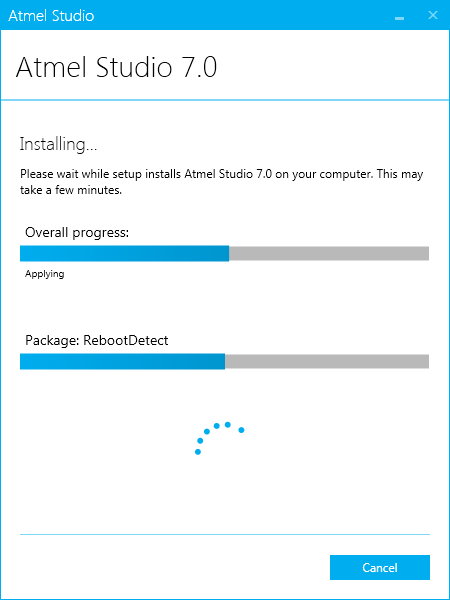 Atmel Studio
Atmel Studio 7.0
Installing...
Please wait while setup installs Atmel Studio 7.0 on your computer. This may
take a few minutes.
Overall progress:
Applying
Package: RebootDetect
Cancel